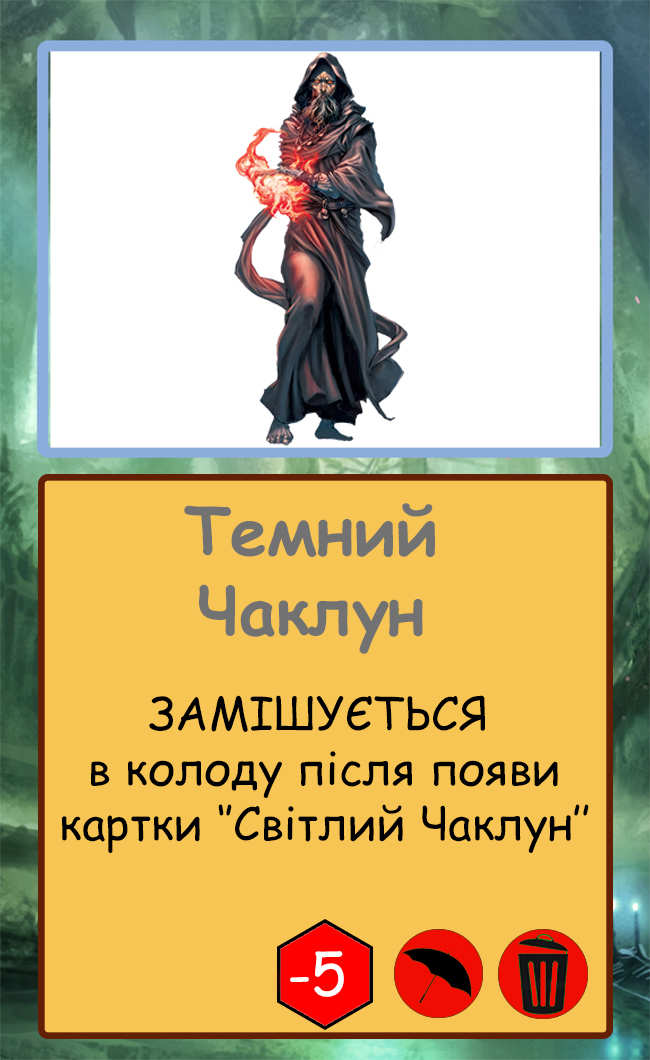 Темний
Чаклун
ЗАМІШУЄТЬСЯ
в колоду після появи
картки "Світлий Чаклун"
-5